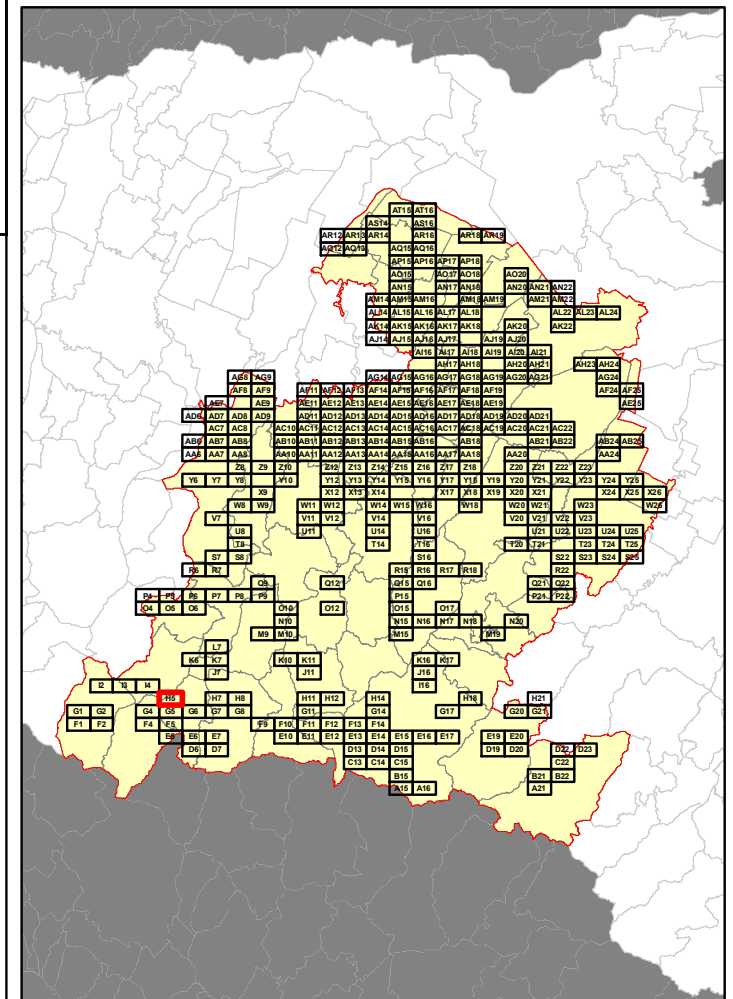 AT15 AT16
AS14 AS16
AR12 AR13 AR14 AR16 AR18 AR19
AQ12 AQ13 AQ15 AQ16
AP15 AP16 AP17 AP18
AO15 AO17 AO18 AO20
AN15 AN17 AN18 AN20 AN21 AN22
AM14 AM15 AM16 AM18 AM19 AM21 AM22
AL14 AL15 AL16 AL17 AL18 AL22 AL23 AL24
AK14 AK15 AK16 AK17 AK18 AK20 AK22
AJ14 AJ15 AJ16 AJ17 AJ19 AJ20
AI16 AI17 AI18 AI19 AI20 AI21
AH17 AH18 AH20 AH21 AH23 AH24
AG8 AG9 AG14 AG15 AG16 AG17 AG18 AG19 AG20 AG21 AG24
AF8 AF9 AF11 AF12 AF13 AF14 AF15 AF16 AF17 AF18 AF19 AF24 AF25
AE7 AE9 AE11 AE12 AE13 AE14 AE15 AE16 AE17 AE18 AE19 AE25
AD6 AD7 AD8 AD9 AD11 AD12 AD13 AD14 AD15 AD16 AD17 AD18 AD19 AD20 AD21
AC7 AC8 AC10 AC11 AC12 AC13 AC14 AC15 AC16 AC17 AC18 AC19 AC20 AC21 AC22
AB6 AB7 AB8 AB10 AB11 AB12 AB13 AB14 AB15 AB16 AB18 AB21 AB22 AB24 AB25
AA6 AA7 AA8 AA10 AA11 AA12 AA13 AA14 AA15 AA16 AA17 AA18 AA20 AA24
Z8 Z9 Z10 Z12 Z13 Z14 Z15 Z16 Z17 Z18 Z20 Z21 Z22 Z23
Y6 Y7 Y8 Y10 Y12 Y13 Y14 Y15 Y16 Y17 Y18 Y19 Y20 Y21 Y22 Y23 Y24 Y25
X9 X12 X13 X14 X17 X18 X19 X20 X21 X24 X25 X26
W8 W9 W11 W12 W14 W15 W16 W18 W20 W21 W23 W26
V7 V11 V12 V14 V16 V20 V21 V22 V23
U8 U11 U14 U16 U21 U22 U23 U24 U25
T8 T14 T16 T20 T21 T23 T24 T25
S7 S8 S16 S22 S23 S24 S25
R6 R7 R15 R16 R17 R18 R22
Q9 Q12 Q15 Q16 Q21 Q22
P4 P5 P6 P7 P8 P9 P15 P21 P22
O4 O5 O6 O10 O12 O15 O17
N10 N15 N16 N17 N18 N20
M9 M10 M15 M19
L7
K6 K7 K10 K11 K16 K17
J7 J11 J16
I2 I3 I4 I16
H5 H7 H8 H11 H12 H14 H18 H21
G1 G2 G4 G5 G6 G7 G8 G11 G14 G17 G20 G21
F1 F2 F4 F5 F9 F10 F11 F12 F13 F14
E5 E6 E7 E10 E11 E12 E13 E14 E15 E16 E17 E19 E20
D6 D7 D13 D14 D15 D19 D20 D22 D23
C13 C14 C15 C22
B15 B21 B22
A15 A16 A21